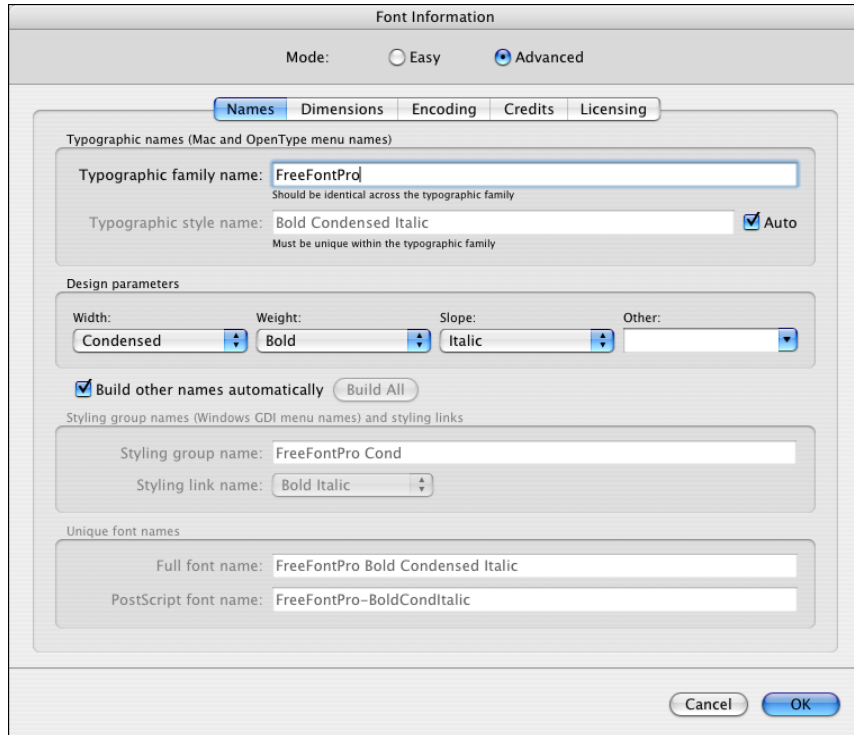 Font Information
Mode: Easy Advanced
Names Dimensions Encoding Credits Licensing
Typographic names (Mac and OpenType menu names)
Typographic family name: FreeFontPro
Should be identical across the typographic family
Typographic style name: Bold Condensed Italic Auto
Must be unique within the typographic family
Design parameters
Width: Weight: Slope: Other:
Condensed Bold Italic
Build other names automatically Build All
Styling group names (Windows GDI menu names) and styling links
Styling group name: FreeFontPro Cond
Styling link name: Bold Italic
Unique font names
Full font name: FreeFontPro Bold Condensed Italic
PostScript font name: FreeFontPro-BoldCondItalic
Cancel OK